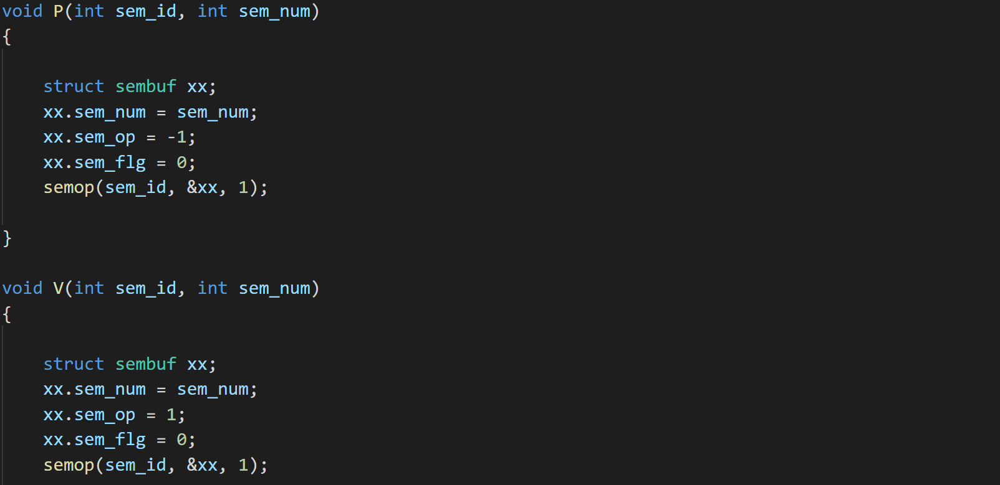 void P(int sem_id, int sem_num)
{
    struct sembuf xx;
    xx.sem_num = sem_num;
    xx.sem_op = -1;
    xx.sem_flg = 0;
    semop(sem_id, &xx, 1);
}
void V(int sem_id, int sem_num)
{
    struct sembuf xx;
    xx.sem_num = sem_num;
    xx.sem_op = 1;
    xx.sem_flg = 0;
    semop(sem_id, &xx, 1);